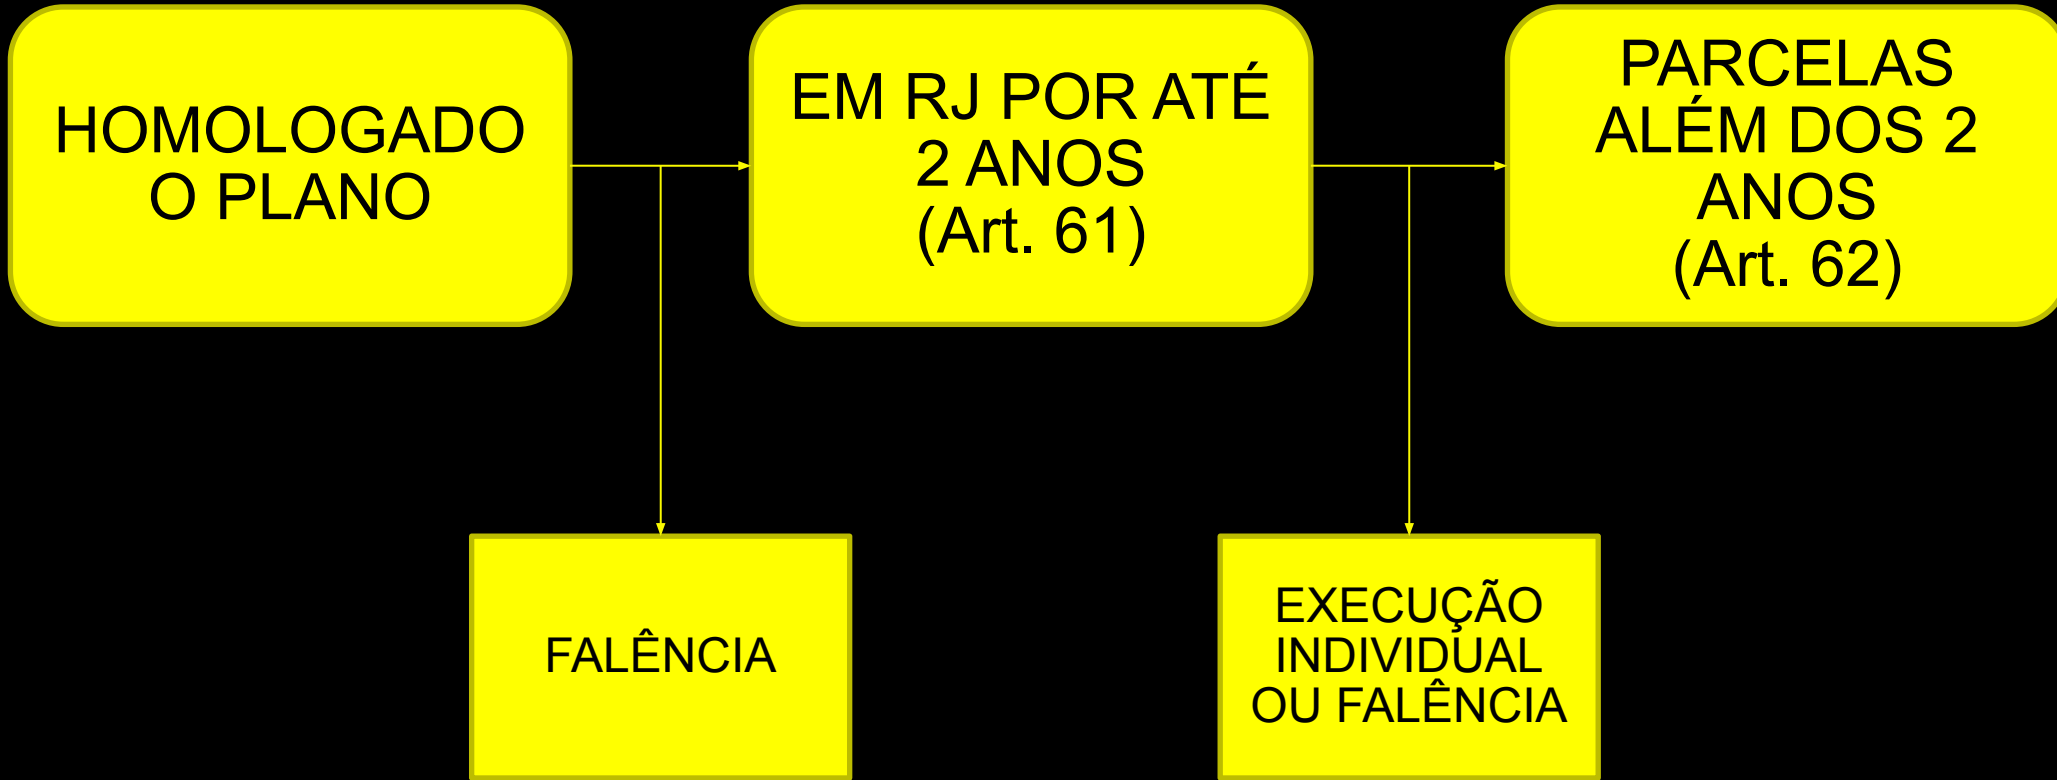 HOMOLOGADO
O PLANO
EM RJ POR ATÉ
2 ANOS
(Art. 61)
PARCELAS
ALÉM DOS 2
ANOS
(Art. 62)
FALÊNCIA
EXECUÇÃO
INDIVIDUAL
OU FALÊNCIA